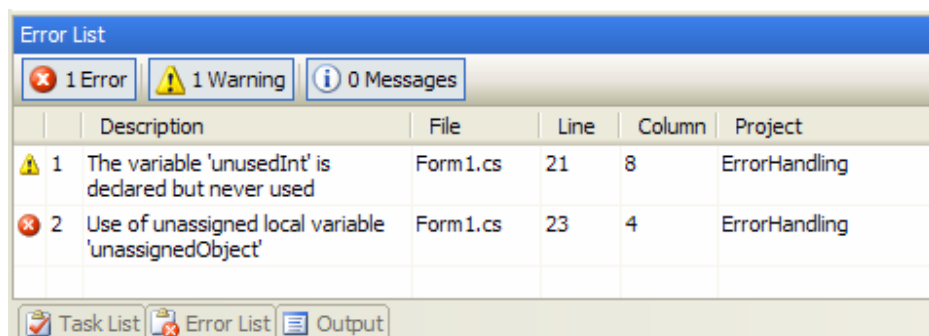 Error List
1 Error 1 Warning 0 Messages
Description File Line Column Project
1 The variable 'unusedInt' is Form1.cs 21 8 ErrorHandling
declared but never used
2 Use of unassigned local variable Form1.cs 23 4 ErrorHandling
'unassignedObject'
Task List Error List Output